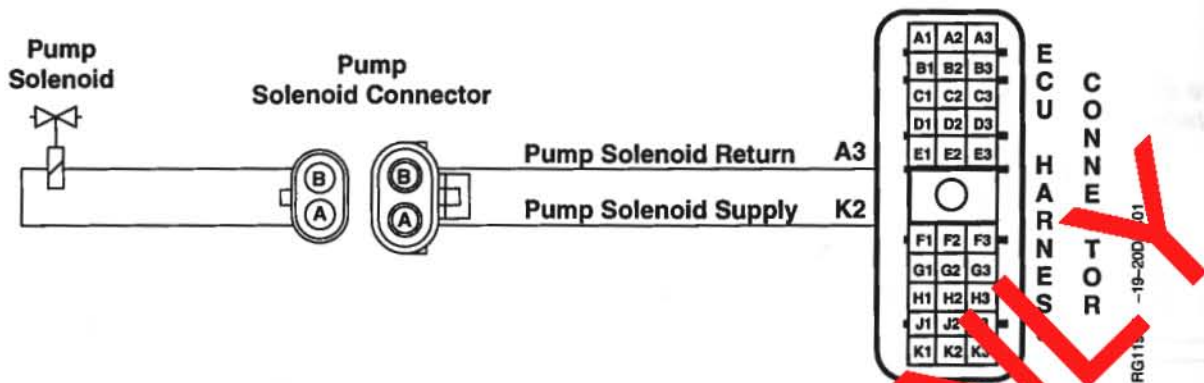 Pump
Solenoid
Pump
Solenoid Connector
B
A
B
A
Pump Solenoid Return A3
Pump Solenoid Supply K2
A1 A2 A3
B1 B2 B3
C1 C2 C3
D1 D2 D3
E1 E2 E3
F1 F2 F3
G1 G2 G3
H1 H2 H3
J1 J2
K1 K2 K3
ECU HARNESS
CONNECTOR